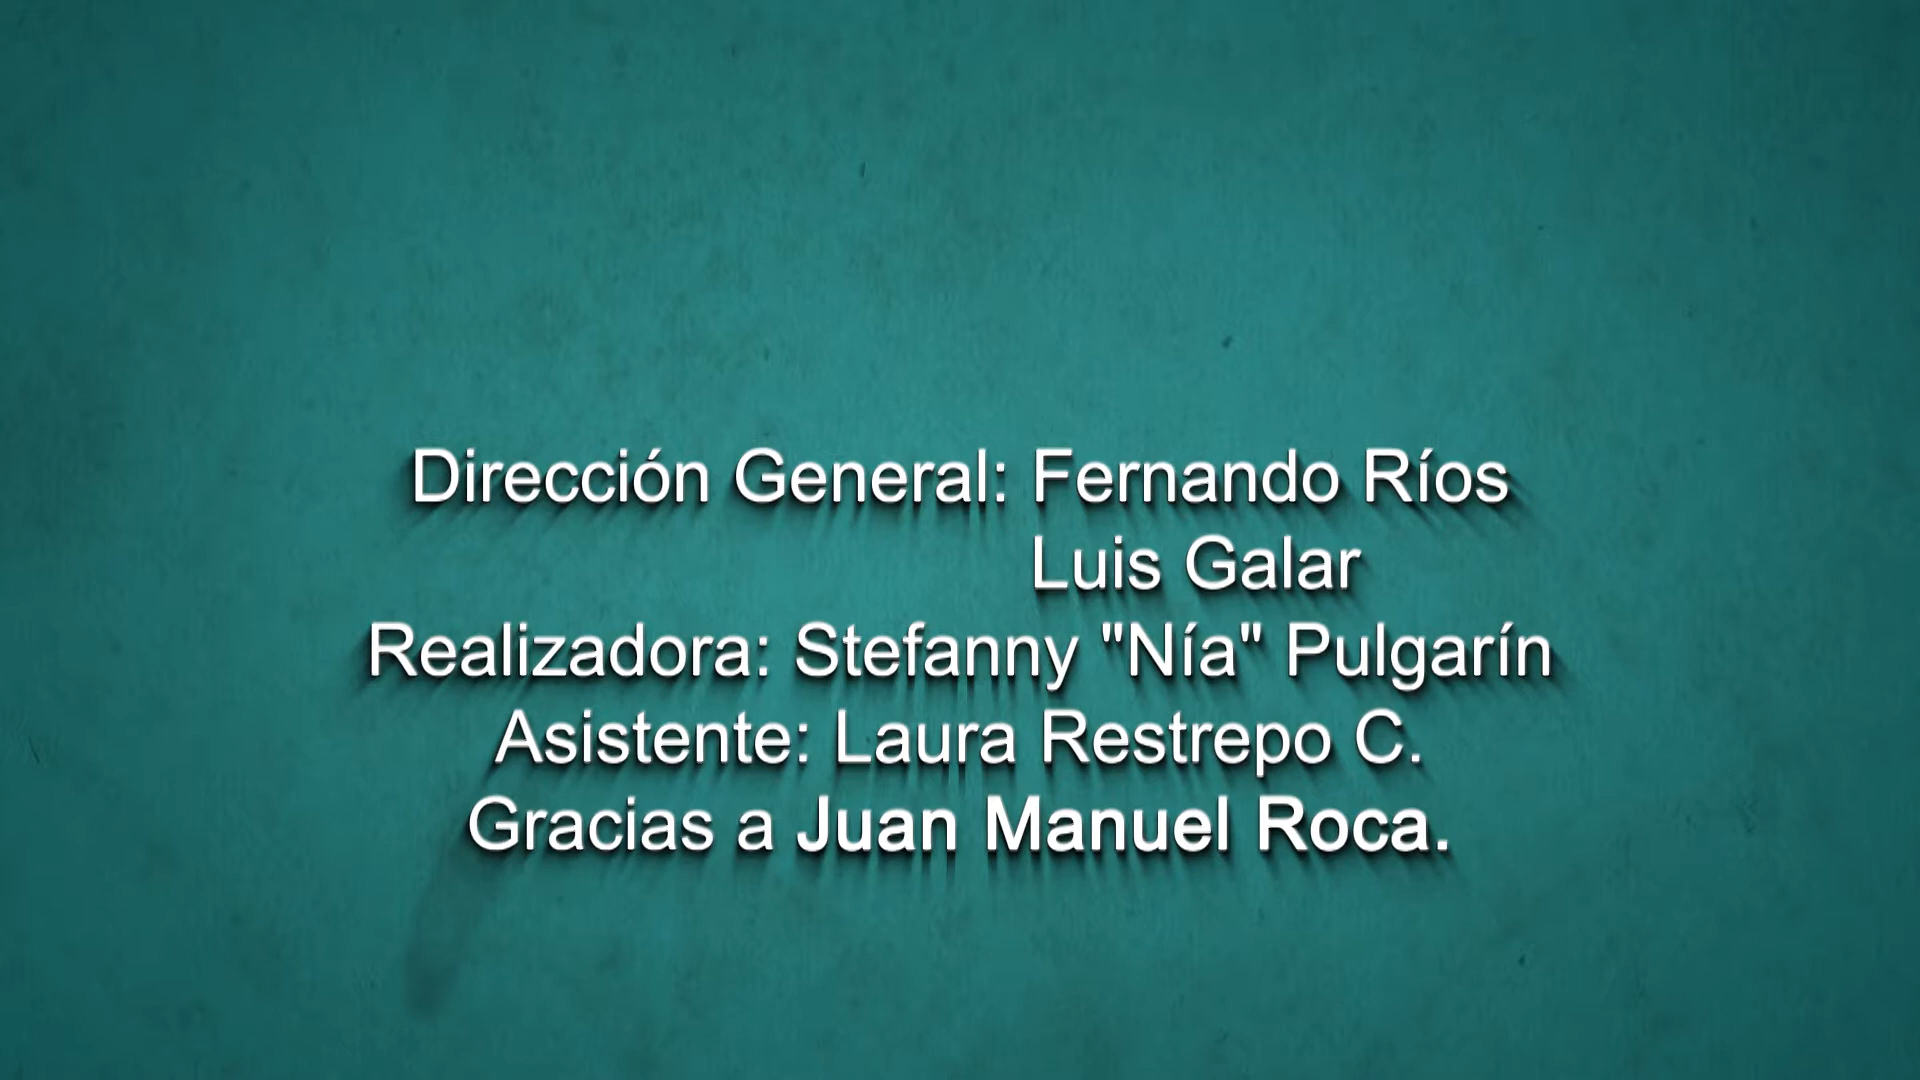 Dirección General: Fernando Ríos
Luis Galar
Realizadora: Stefanny "Nía" Pulgarín
Asistente: Laura Restrepo C.
Gracias a Juan Manuel Roca.